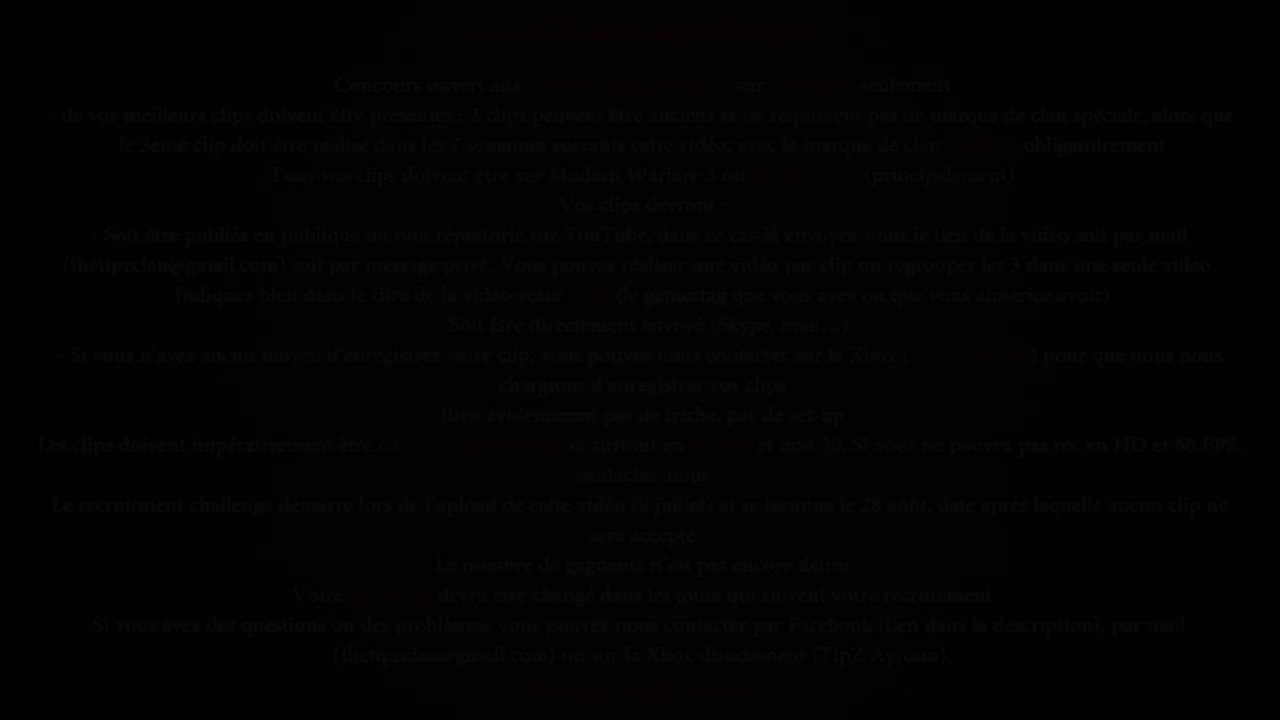 Concours ouvert aux sur seulement
de vos meilleurs clips doivent être présentés : 2 clips peuvent être anciens et ne requièrent pas de marque de clan spéciale, alors que
le 3ème clip doit être réalisé dans les 7 semaines suivants cette vidéo, avec la marque de clan obligatoirement
Tous vos clips doivent être sur Modern Warfare 3 ou (principalement)
Vos clips devront :
- Soit être publiés en publique ou non répertorié sur YouTube, dans ce cas-là envoyez-nous le lien de la vidéo soit par mail
(thetipzclan@gmail.com) soit par message privé. Vous pouvez réaliser une vidéo par clip ou regrouper les 3 dans une seule vidéo.
Indiquez bien dans le titre de la vidéo votre (le gamertag que vous avez ou que vous aimeriez avoir)
- Soit être directement envoyé (Skype, mail...)
- Si vous n'avez aucun moyen d'enregistrer votre clip, vous pouvez nous contacter sur la Xbox ( ) pour que nous nous
chargions d'enregistrer vos clips
Bien évidemment pas de triche, pas de set-up
Les clips doivent impérativement être en et surtout en et non 30. Si vous ne pouvez pas rec en HD et 60 FPS,
contactez-nous
Le recruitment challenge démarre lors de l'upload de cette vidéo (9 juillet) et se termine le 28 août, date après laquelle aucun clip ne
sera accepté
Le nombre de gagnants n'est pas encore défini
Votre devra être changé dans les jours qui suivent votre recrutement
Si vous avez des questions ou des problèmes, vous pouvez nous contacter par Facebook (lien dans la description), par mail
(thetipzclan@gmail.com) ou sur la Xbox directement (TipZ